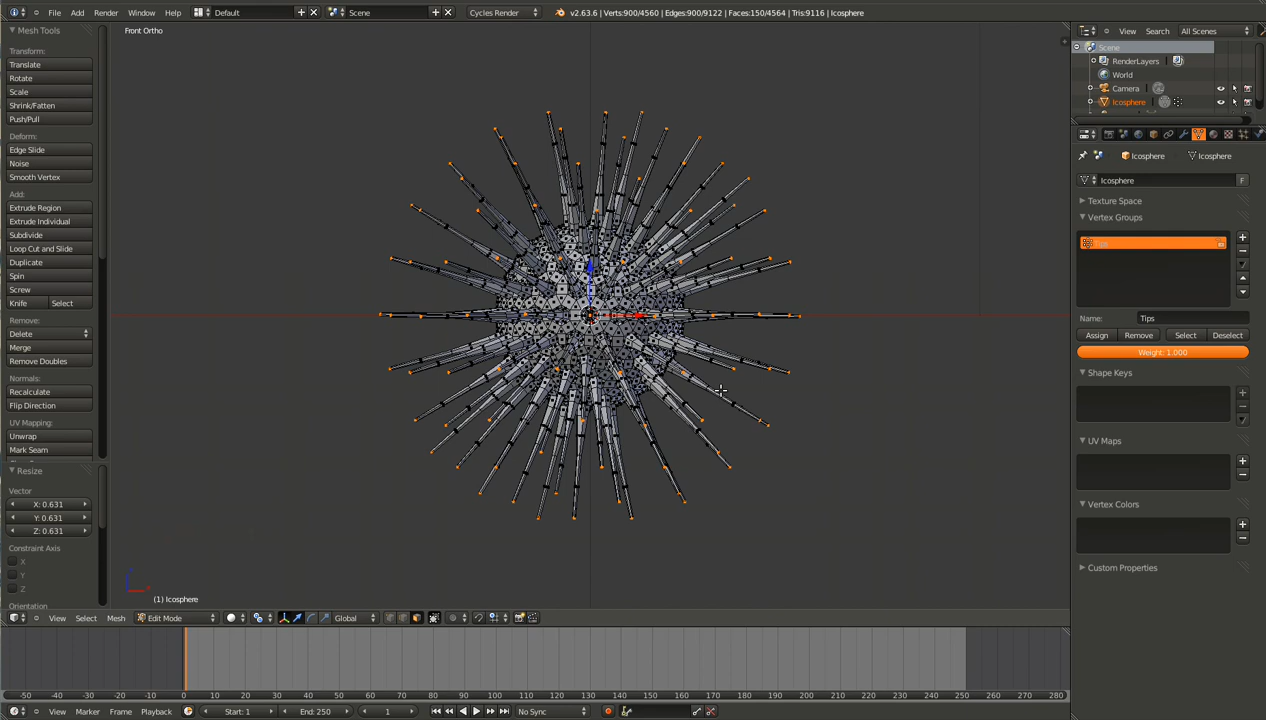 File Add Render Window Help Default Scene Cycles Render v2.63.6 | Verts:900/4560 | Edges:900/9122 | Faces:150/4564 | Tris:9116 | Icosphere
Mesh Tools
Transform:
Translate
Rotate
Scale
Shrink/Fatten
Push/Pull
Deform:
Edge Slide
Noise
Smooth Vertex
Add:
Extrude Region
Extrude Individual
Subdivide
Loop Cut and Slide
Duplicate
Spin
Screw
Knife Select
Remove:
Delete
Merge
Remove Doubles
Normals:
Recalculate
Flip Direction
UV Mapping:
Unwrap
Mark Seam
Resize
Vector
X: 0.631
Y: 0.631
Z: 0.631
Constraint Axis
X
Y
Z
Orientation
Front Ortho
(1) Icosphere
View Select Mesh Edit Mode Global
View Search All Scenes
Scene
RenderLayers
World
Camera
Icosphere
Icosphere Icosphere
Icosphere F
Texture Space
Vertex Groups
Tips
Name: Tips
Assign Remove Select Deselect
Weight: 1.000
Shape Keys
UV Maps
Vertex Colors
Custom Properties
-50 -40 -30 -20 -10 0 10 20 30 40 50 60 70 80 90 100 110 120 130 140 150 160 170 180 190 200 210 220 230 240 250 260 270 280
View Marker Frame Playback Start: 1 End: 250 1 No Sync